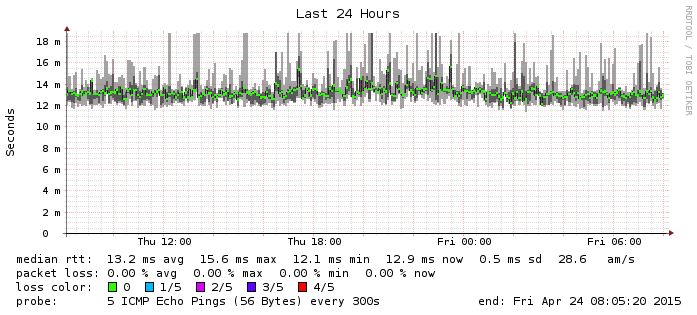 Last 24 Hours
RRDTOOL / TOBI OETIKER
Seconds
18 m
16 m
14 m
12 m
10 m
8 m
6 m
4 m
2 m
0
Thu 12:00 Thu 18:00 Fri 00:00 Fri 06:00
median rtt: 13.2 ms avg 15.6 ms max 12.1 ms min 12.9 ms now 0.5 ms sd 28.6 am/s
packet loss: 0.00 % avg 0.00 % max 0.00 % min 0.00 % now
loss color: 0 1/5 2/5 3/5 4/5
probe: 5 ICMP Echo Pings (56 Bytes) every 300s end: Fri Apr 24 08:05:20 2015